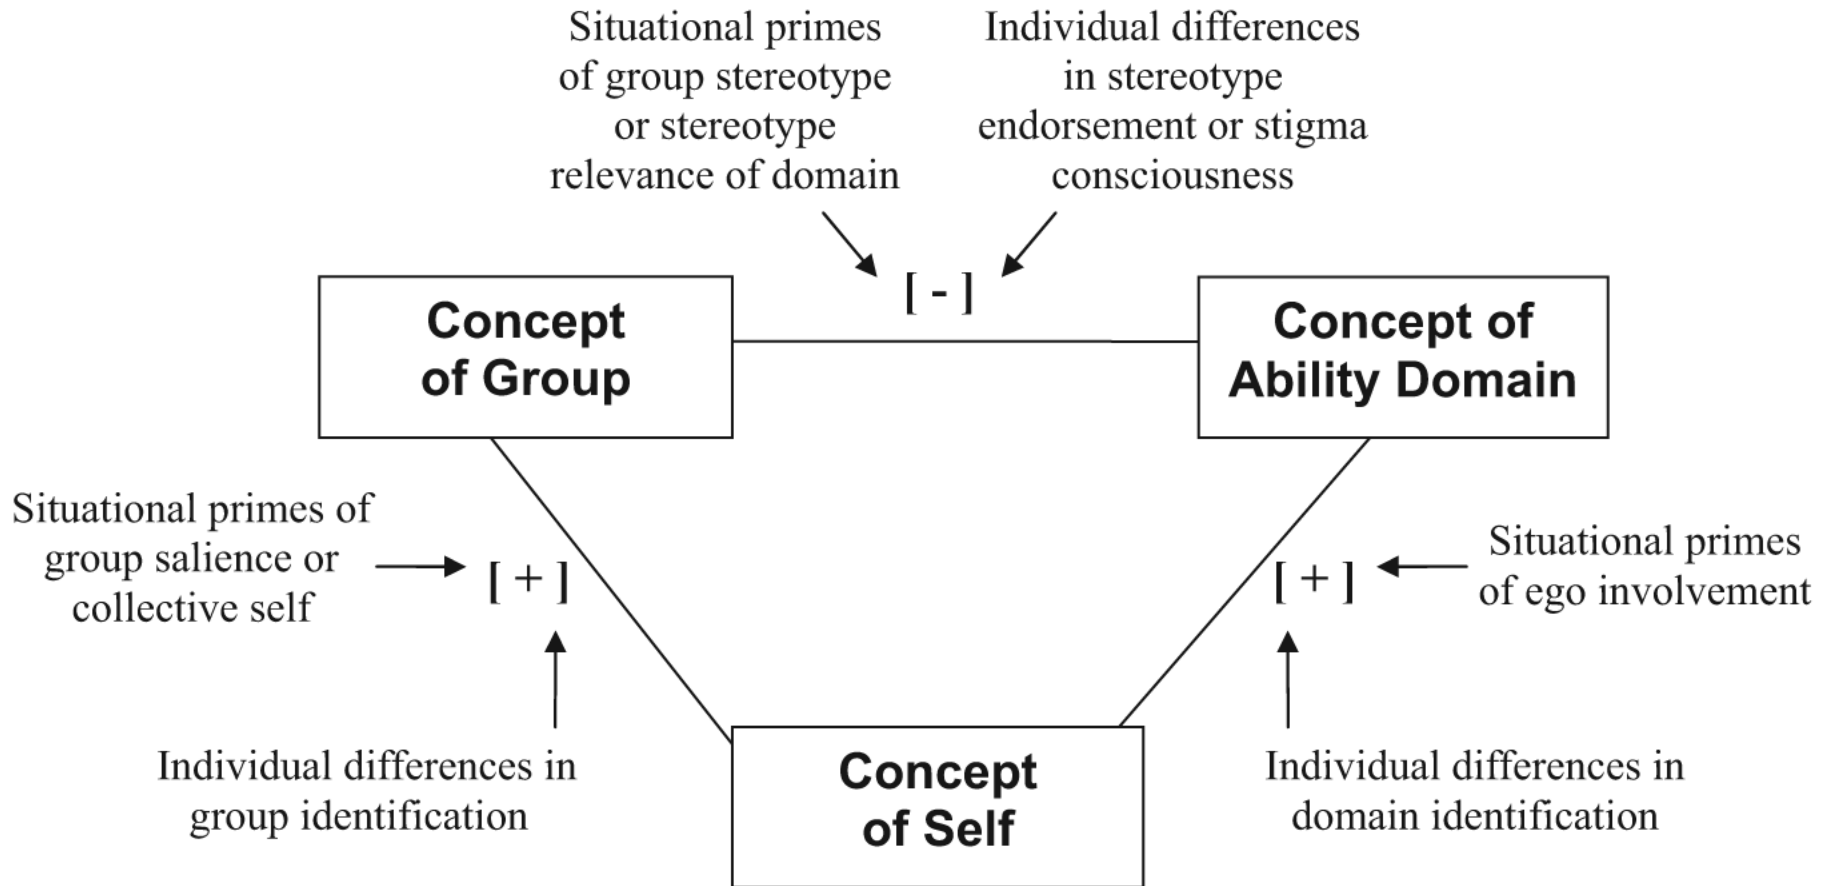 Situational primes
of group stereotype
or stereotype
relevance of domain
Individual differences
in stereotype
endorsement or stigma
consciousness
[ - ]
Concept
of Group
Concept of
Ability Domain
Situational primes of
group salience or
collective self
[ + ]
[ + ]
Situational primes
of ego involvement
Individual differences in
group identification
Concept
of Self
Individual differences in
domain identification